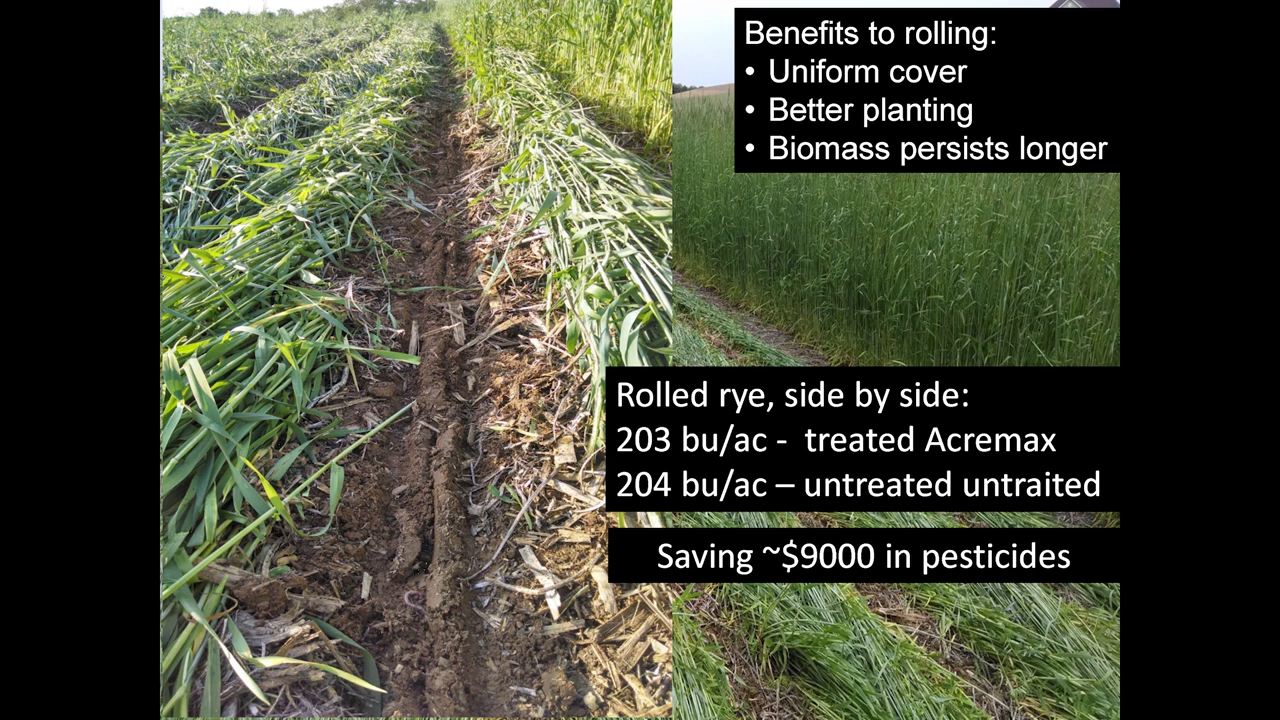 Benefits to rolling:
• Uniform cover
• Better planting
• Biomass persists longer
Rolled rye, side by side:
203 bu/ac - treated Acremax
204 bu/ac – untreated untraited
Saving ~$9000 in pesticides